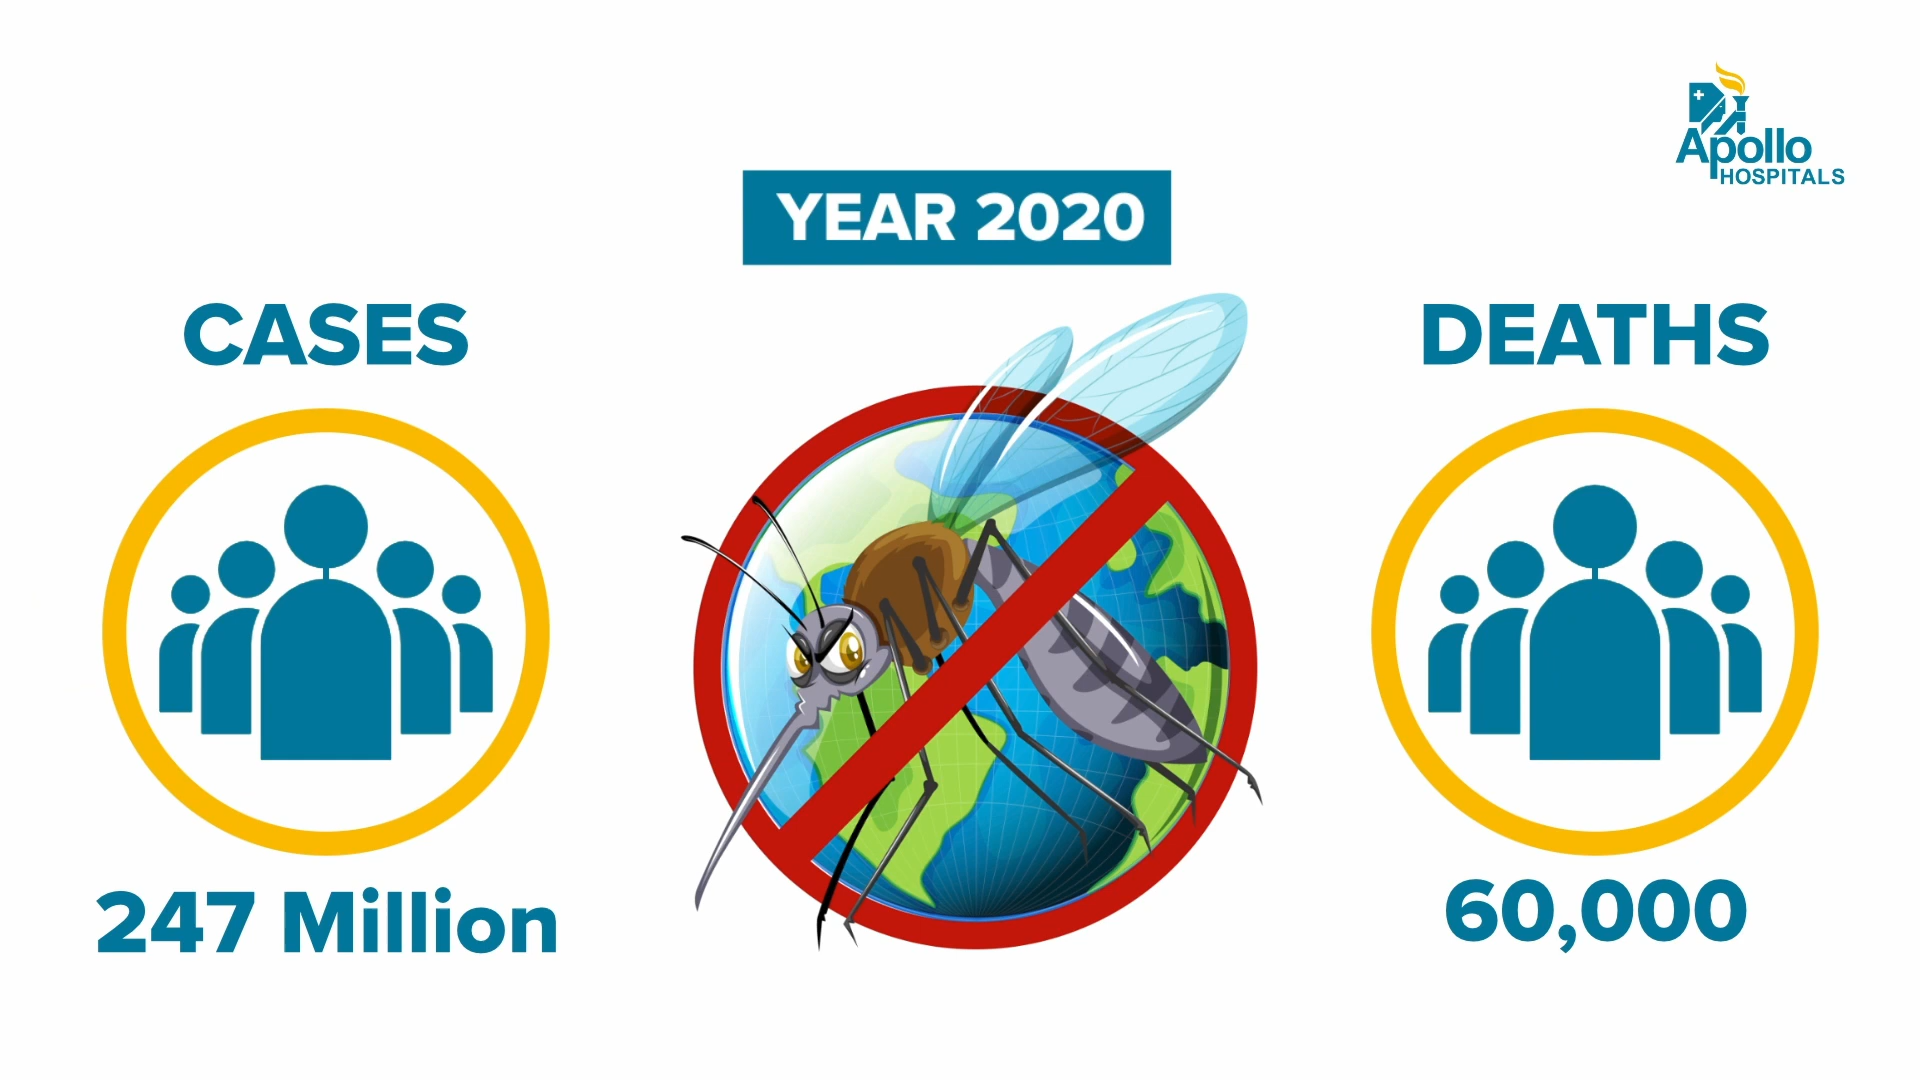 Apollo
HOSPITALS
YEAR 2020
CASES
DEATHS
247 Million
60,000